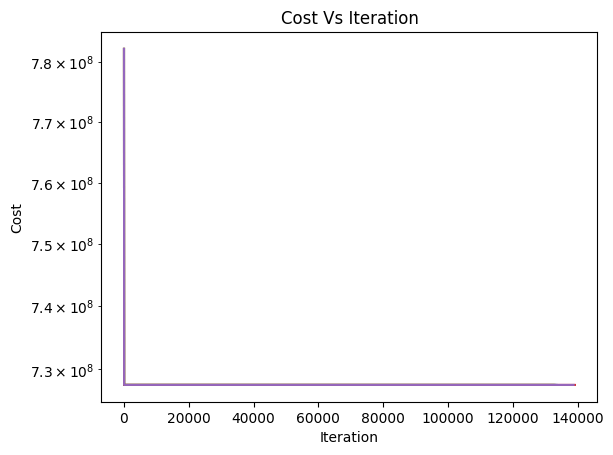 Cost Vs Iteration
7.8 × 10⁸
7.7 × 10⁸
7.6 × 10⁸
7.5 × 10⁸
7.4 × 10⁸
7.3 × 10⁸
Cost
0 20000 40000 60000 80000 100000 120000 140000
Iteration